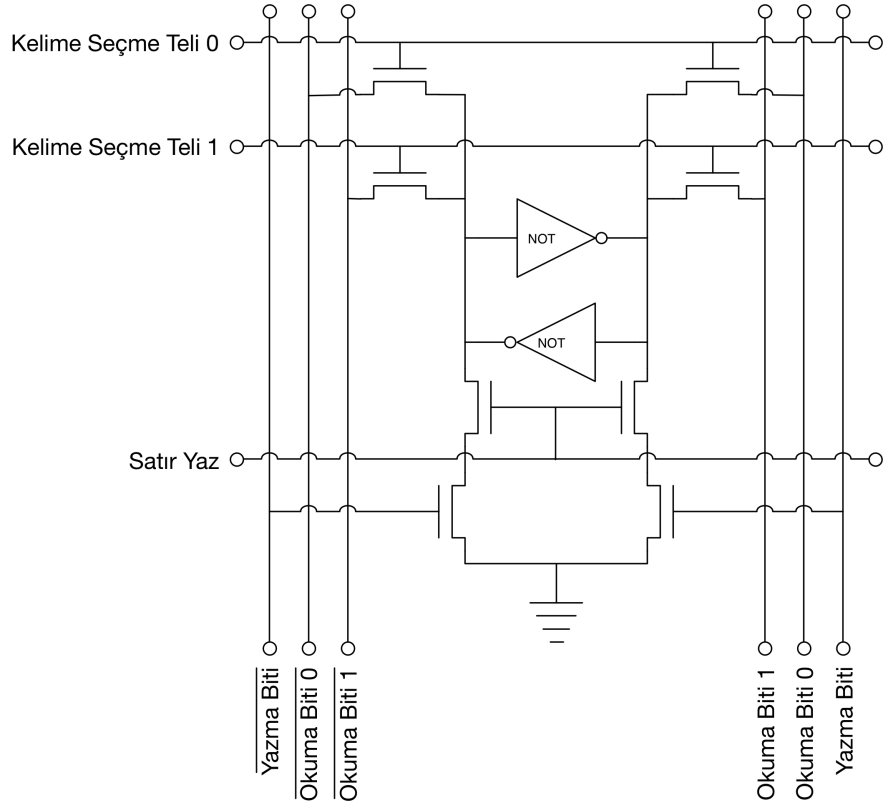 Kelime Seçme Teli 0
Kelime Seçme Teli 1
NOT
NOT
Satır Yaz
Yazma Biti
Okuma Biti 0
Okuma Biti 1
Okuma Biti 1
Okuma Biti 0
Yazma Biti